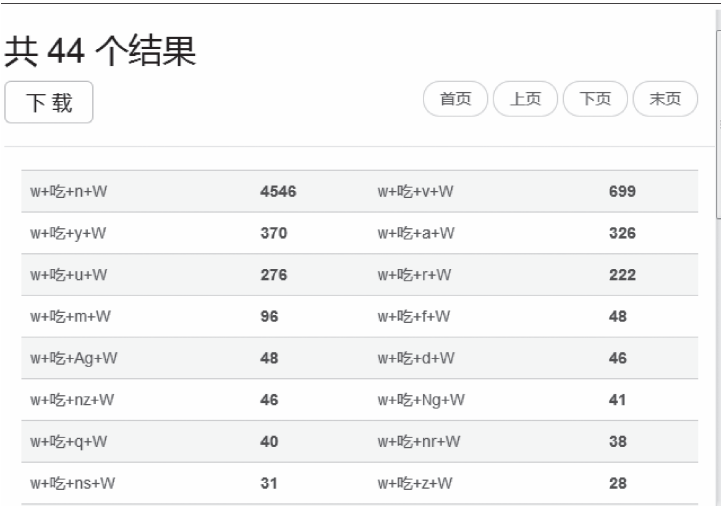 共 44 个结果
下 载
首页 上页 下页 末页
w+吃+n+W 4546 w+吃+v+W 699
w+吃+y+W 370 w+吃+a+W 326
w+吃+u+W 276 w+吃+r+W 222
w+吃+m+W 96 w+吃+f+W 48
w+吃+Ag+W 48 w+吃+d+W 46
w+吃+nz+W 46 w+吃+Ng+W 41
w+吃+q+W 40 w+吃+nr+W 38
w+吃+ns+W 31 w+吃+z+W 28